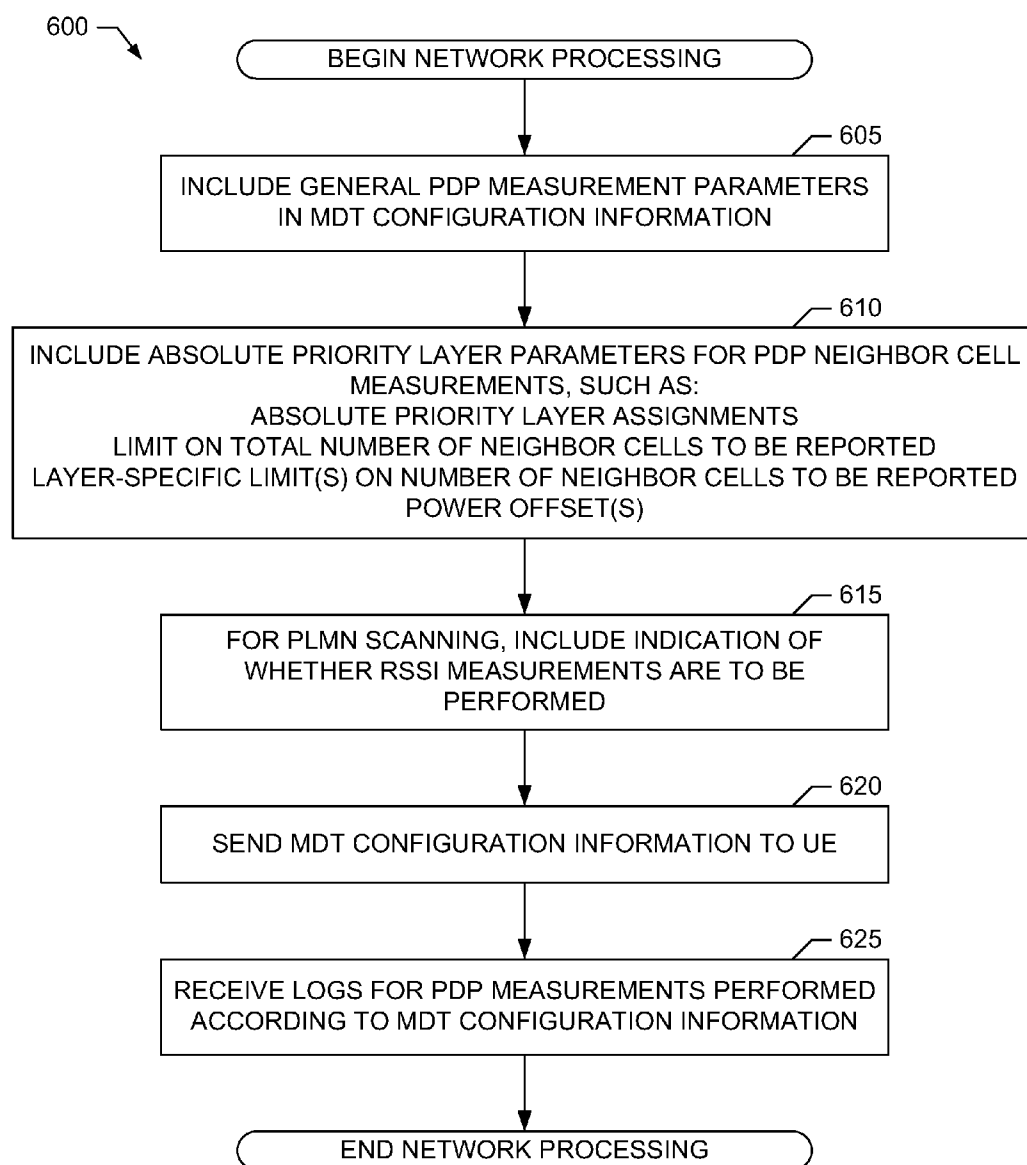 600
BEGIN NETWORK PROCESSING
605
INCLUDE GENERAL PDP MEASUREMENT PARAMETERS
IN MDT CONFIGURATION INFORMATION
610
INCLUDE ABSOLUTE PRIORITY LAYER PARAMETERS FOR PDP NEIGHBOR CELL
MEASUREMENTS, SUCH AS:
ABSOLUTE PRIORITY LAYER ASSIGNMENTS
LIMIT ON TOTAL NUMBER OF NEIGHBOR CELLS TO BE REPORTED
LAYER-SPECIFIC LIMIT(S) ON NUMBER OF NEIGHBOR CELLS TO BE REPORTED
POWER OFFSET(S)
615
FOR PLMN SCANNING, INCLUDE INDICATION OF
WHETHER RSSI MEASUREMENTS ARE TO BE
PERFORMED
620
SEND MDT CONFIGURATION INFORMATION TO UE
625
RECEIVE LOGS FOR PDP MEASUREMENTS PERFORMED
ACCORDING TO MDT CONFIGURATION INFORMATION
END NETWORK PROCESSING